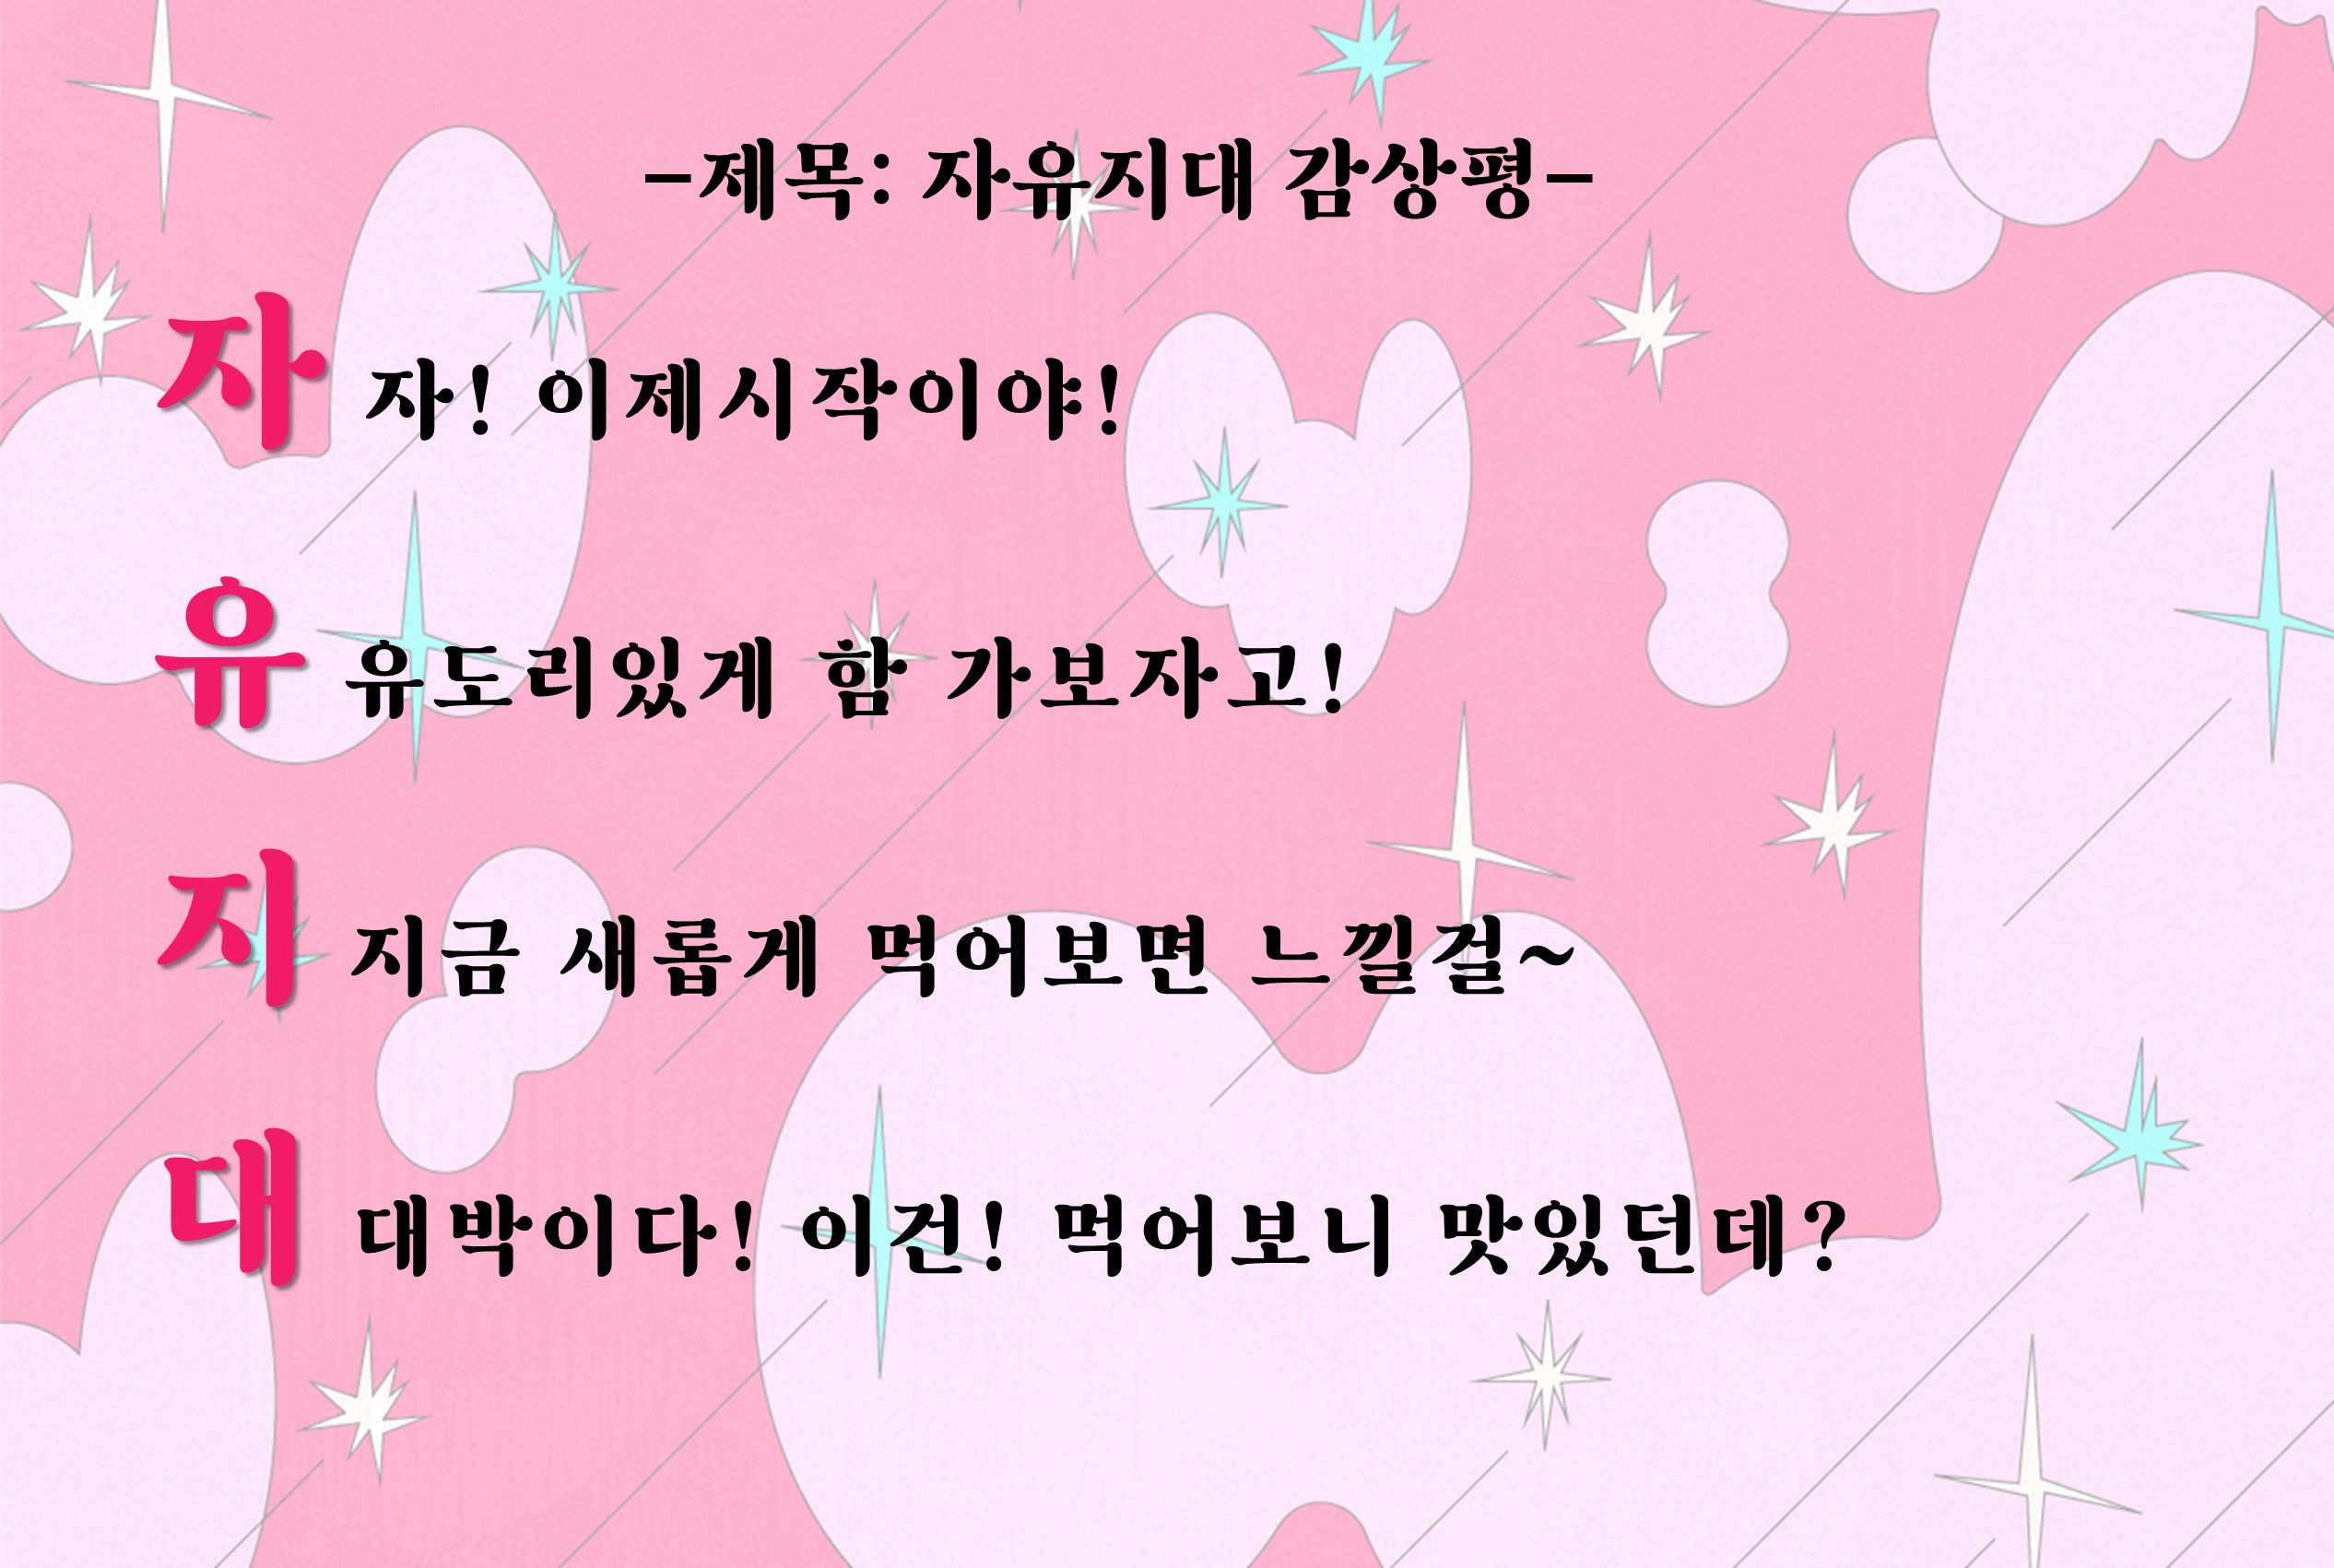 -제목: 자유지대 감상평-
자 자! 이제시작이야!
유 유도리있게 함 가보자고!
지 지금 새롭게 먹어보면 느낄걸~
대 대박이다! 이건! 먹어보니 맛있던데?